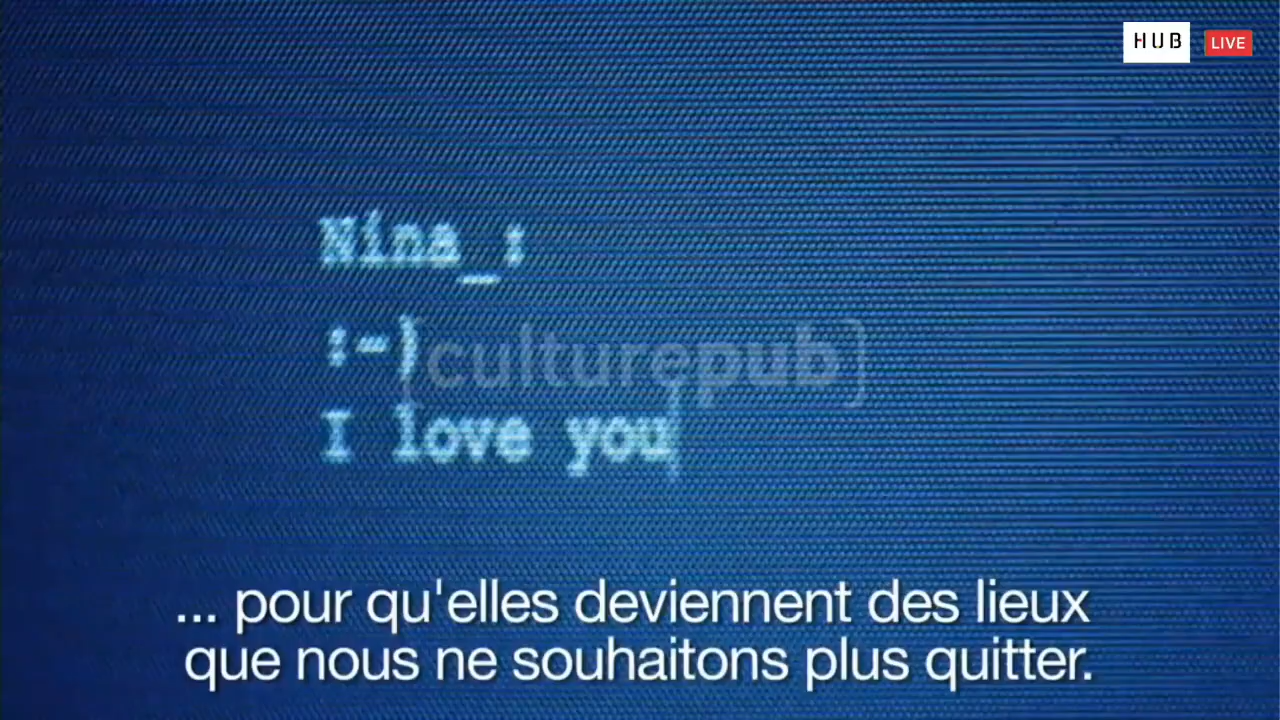 HUB LIVE
Nina_:
:-)
[culturepub]
I love you
... pour qu'elles deviennent des lieux
que nous ne souhaitons plus quitter.